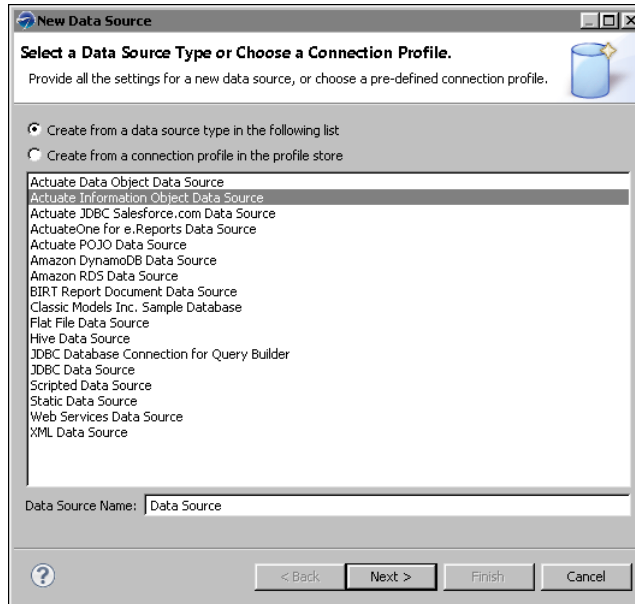 New Data Source
Select a Data Source Type or Choose a Connection Profile.
Provide all the settings for a new data source, or choose a pre-defined connection profile.
Create from a data source type in the following list
Create from a connection profile in the profile store
Actuate Data Object Data Source
Actuate Information Object Data Source
Actuate JDBC Salesforce.com Data Source
ActuateOne for e.Reports Data Source
Actuate POJO Data Source
Amazon DynamoDB Data Source
Amazon RDS Data Source
BIRT Report Document Data Source
Classic Models Inc. Sample Database
Flat File Data Source
Hive Data Source
JDBC Database Connection for Query Builder
JDBC Data Source
Scripted Data Source
Static Data Source
Web Services Data Source
XML Data Source
Data Source Name: Data Source
? < Back Next > Finish Cancel